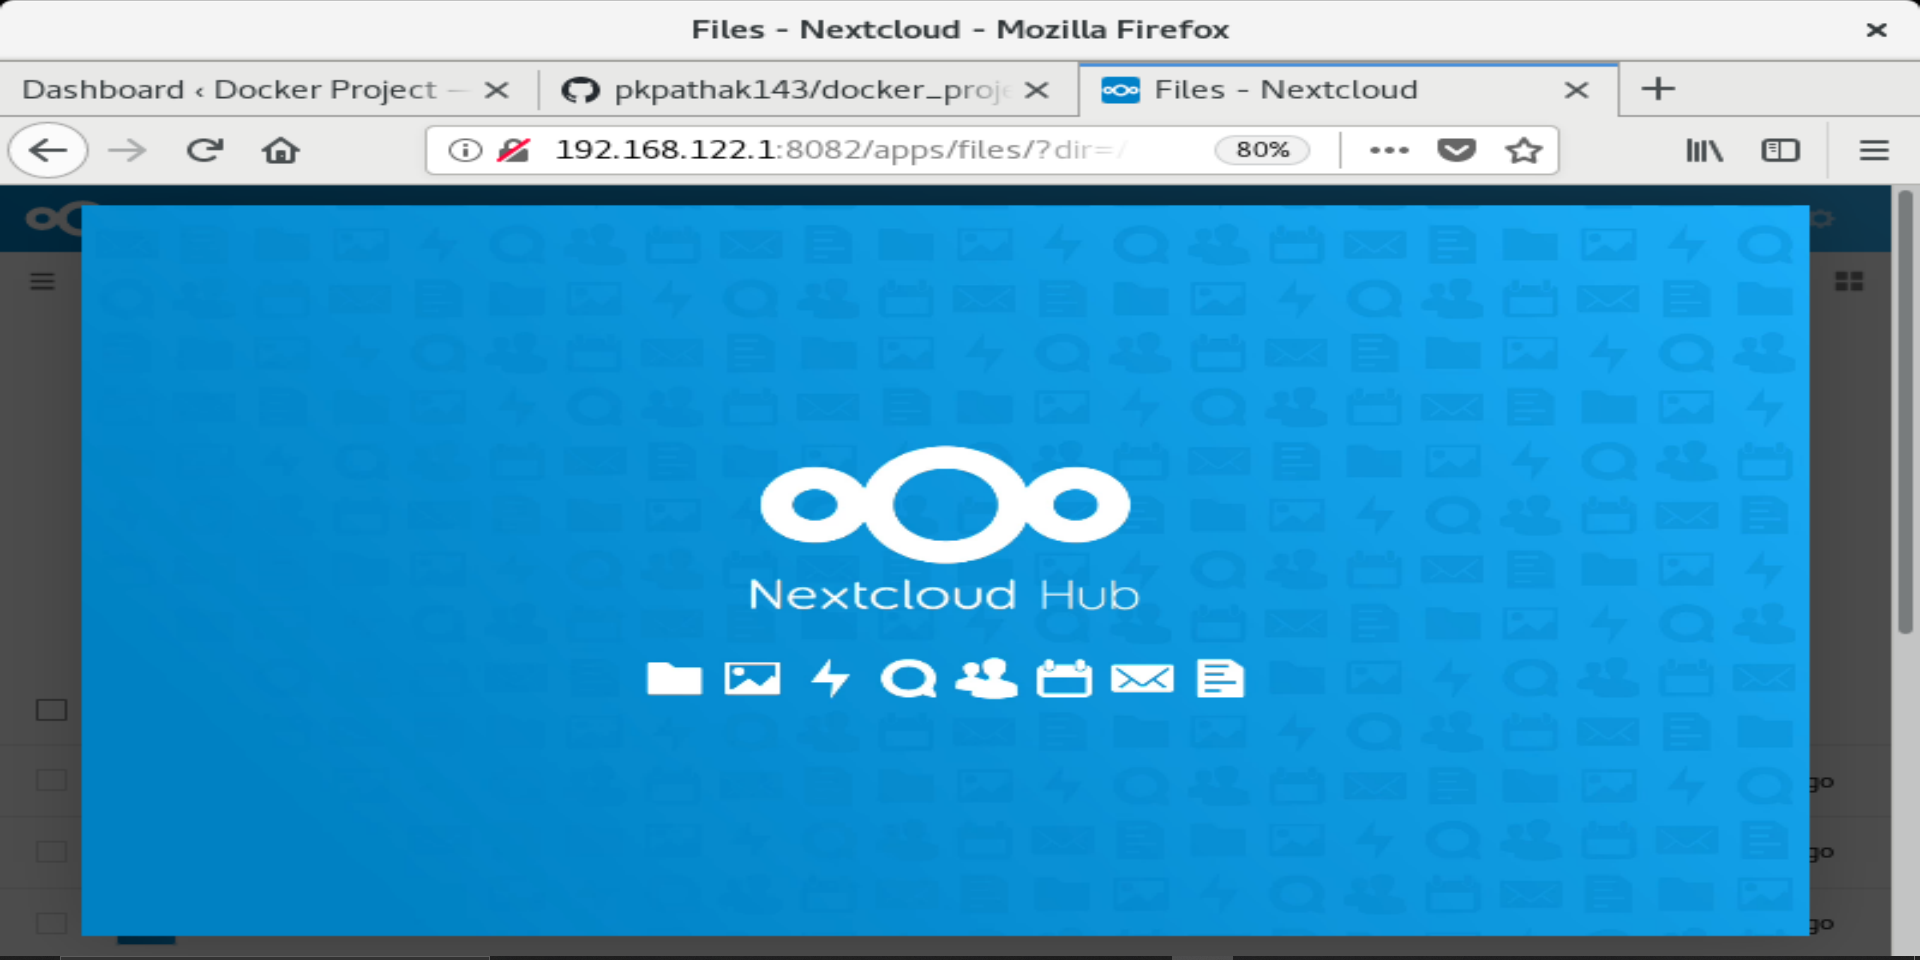 Files - Nextcloud - Mozilla Firefox
Dashboard ‹ Docker Project —
pkpathak143/docker_proje
Files - Nextcloud
192.168.122.1:8082/apps/files/?dir=/
80%
Nextcloud Hub
go
go
go